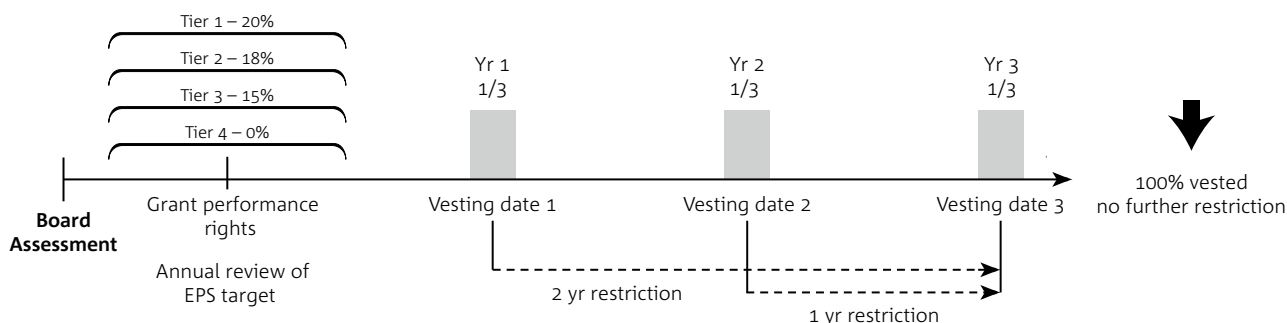 Tier 1 – 20%
Tier 2 – 18%
Tier 3 – 15%
Tier 4 – 0%
Yr 1
1/3
Yr 2
1/3
Yr 3
1/3
Board
Assessment
Grant performance
rights
Annual review of
EPS target
Vesting date 1
Vesting date 2
Vesting date 3
100% vested
no further restriction
2 yr restriction
1 yr restriction